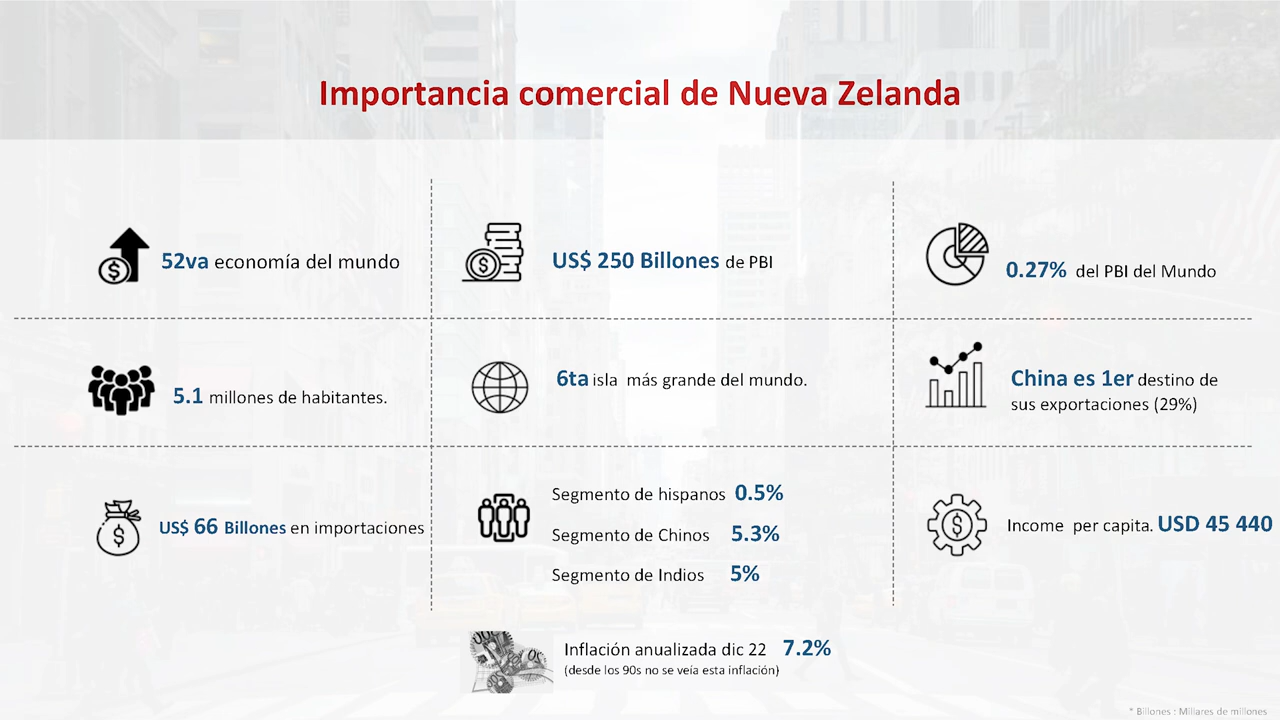 Importancia comercial de Nueva Zelanda
52va economía del mundo
US$ 250 Billones de PBI
0.27% del PBI del Mundo
5.1 millones de habitantes.
6ta isla más grande del mundo.
China es 1er destino de
sus exportaciones (29%)
US$ 66 Billones en importaciones
Segmento de hispanos 0.5%
Segmento de Chinos 5.3%
Segmento de Indios 5%
Income per capita. USD 45 440
Inflación anualizada dic 22 7.2%
(desde los 90s no se veía esta inflación)
* Billones : Millares de millones